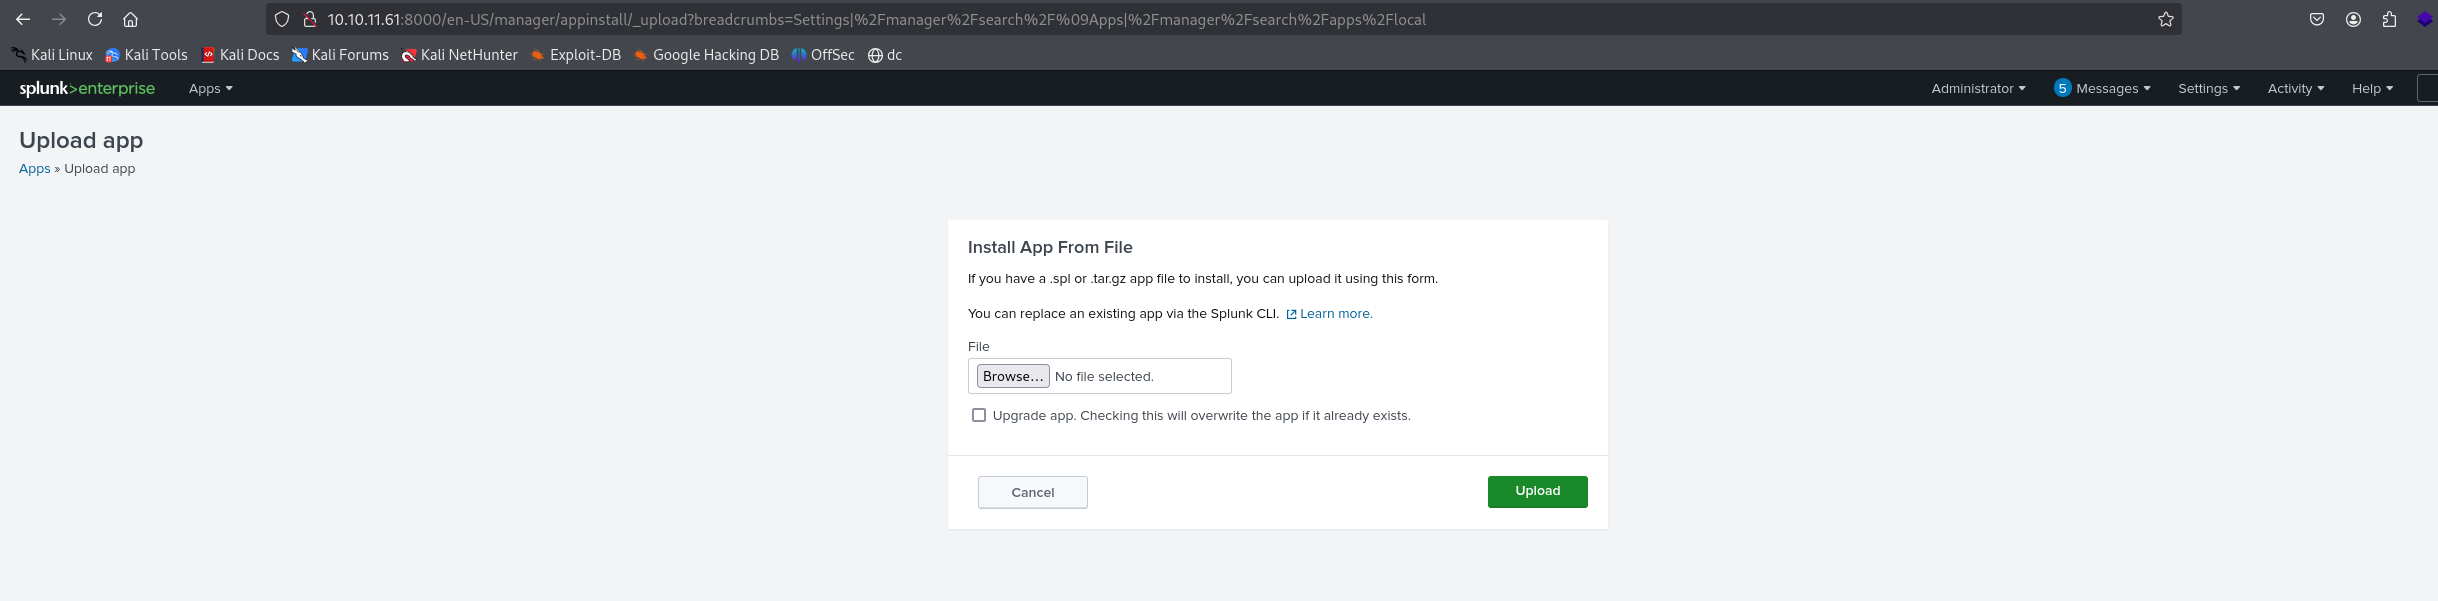 10.10.11.61:8000/en-US/manager/appinstall/_upload?breadcrumbs=Settings|%2Fmanager%2Fsearch%2F%09Apps|%2Fmanager%2Fsearch%2Fapps%2Flocal
Kali Linux Kali Tools Kali Docs Kali Forums Kali NetHunter Exploit-DB Google Hacking DB OffSec dc
splunk>enterprise Apps Administrator 5 Messages Settings Activity Help
Upload app
Apps » Upload app
Install App From File
If you have a .spl or .tar.gz app file to install, you can upload it using this form.
You can replace an existing app via the Splunk CLI. Learn more.
File
Browse... No file selected.
Upgrade app. Checking this will overwrite the app if it already exists.
Cancel Upload